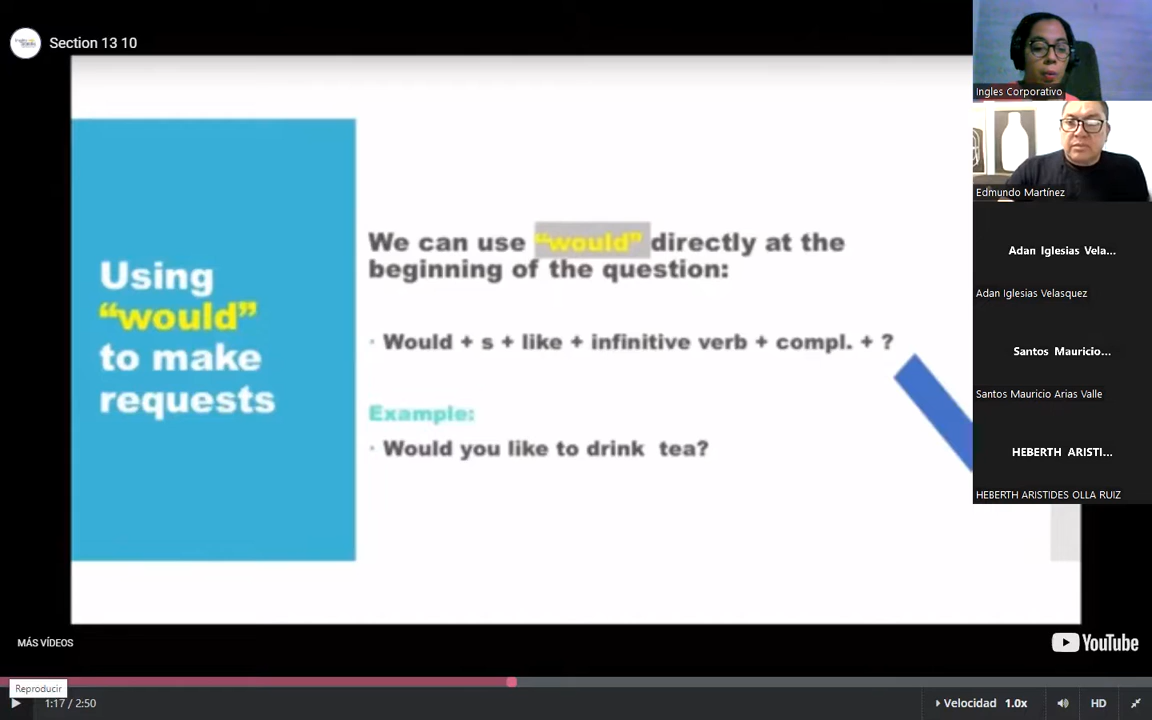 Section 13 10
Using
“would”
to make
requests
We can use “would” directly at the
beginning of the question:
· Would + s + like + infinitive verb + compl. + ?
Example:
· Would you like to drink tea?
Ingles Corporativo
Edmundo Martínez
Adan Iglesias Vela...
Adan Iglesias Velasquez
Santos Mauricio...
Santos Mauricio Arias Valle
HEBERTH ARISTI...
HEBERTH ARISTIDES OLLA RUIZ
MÁS VÍDEOS
YouTube
Reproducir
1:17 / 2:50
Velocidad 1.0x
HD